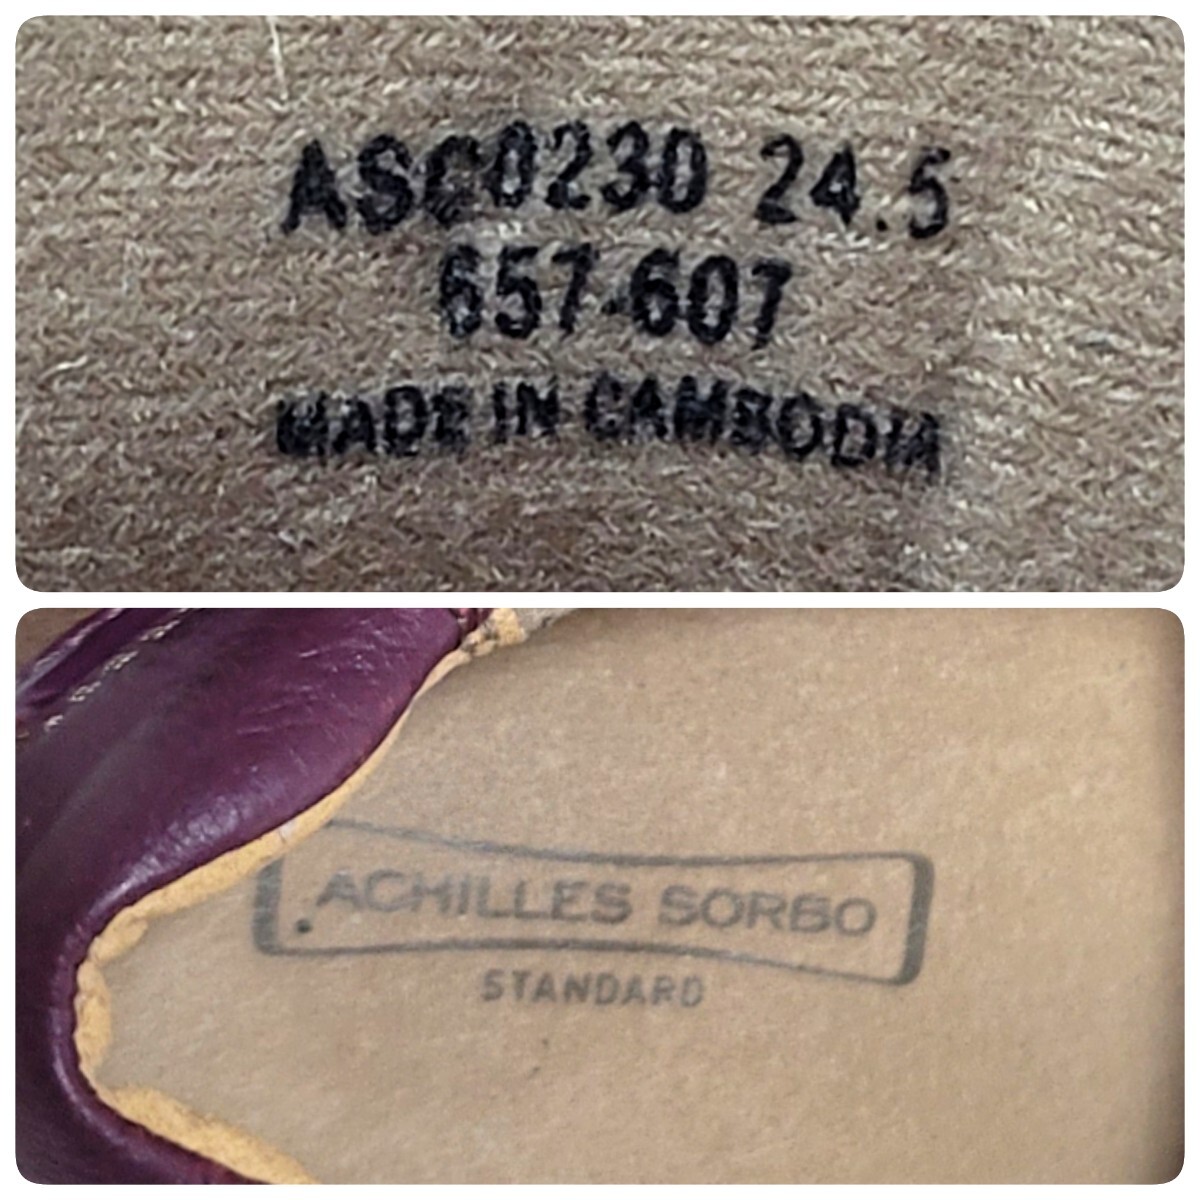 ASC0230 24.5
657-607
MADE IN CAMBODIA
ACHILLES SORBO
STANDARD